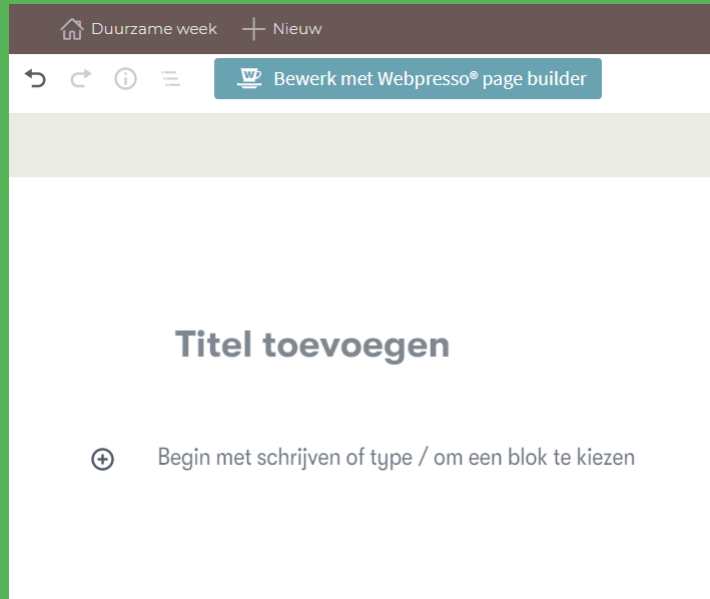 Duurzame week Nieuw
Bewerk met Webpresso® page builder
Titel toevoegen
Begin met schrijven of type / om een blok te kiezen